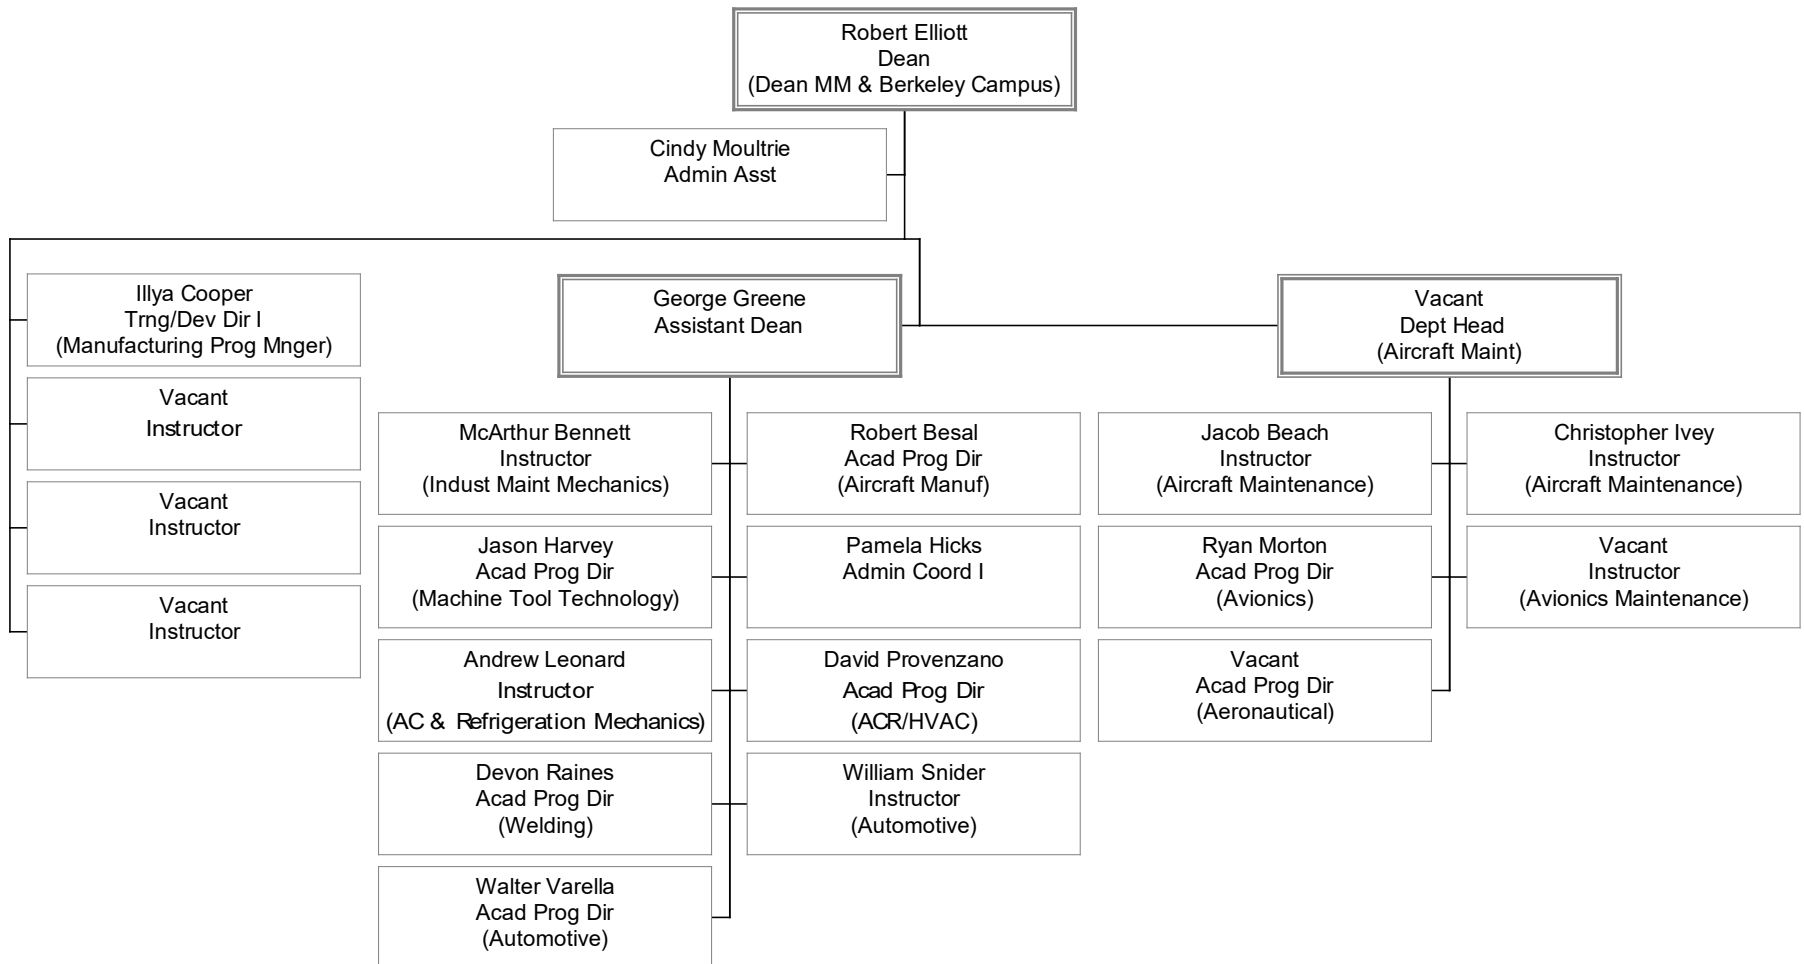 Robert Elliott
Dean
(Dean MM & Berkeley Campus)
Cindy Moultrie
Admin Asst
Illya Cooper
Trng/Dev Dir I
(Manufacturing Prog Mnger)
Vacant
Instructor
Vacant
Instructor
Vacant
Instructor
George Greene
Assistant Dean
McArthur Bennett
Instructor
(Indust Maint Mechanics)
Robert Besal
Acad Prog Dir
(Aircraft Manuf)
Jason Harvey
Acad Prog Dir
(Machine Tool Technology)
Pamela Hicks
Admin Coord I
Andrew Leonard
Instructor
(AC & Refrigeration Mechanics)
David Provenzano
Acad Prog Dir
(ACR/HVAC)
Devon Raines
Acad Prog Dir
(Welding)
William Snider
Instructor
(Automotive)
Walter Varella
Acad Prog Dir
(Automotive)
Vacant
Dept Head
(Aircraft Maint)
Jacob Beach
Instructor
(Aircraft Maintenance)
Christopher Ivey
Instructor
(Aircraft Maintenance)
Ryan Morton
Acad Prog Dir
(Avionics)
Vacant
Instructor
(Avionics Maintenance)
Vacant
Acad Prog Dir
(Aeronautical)